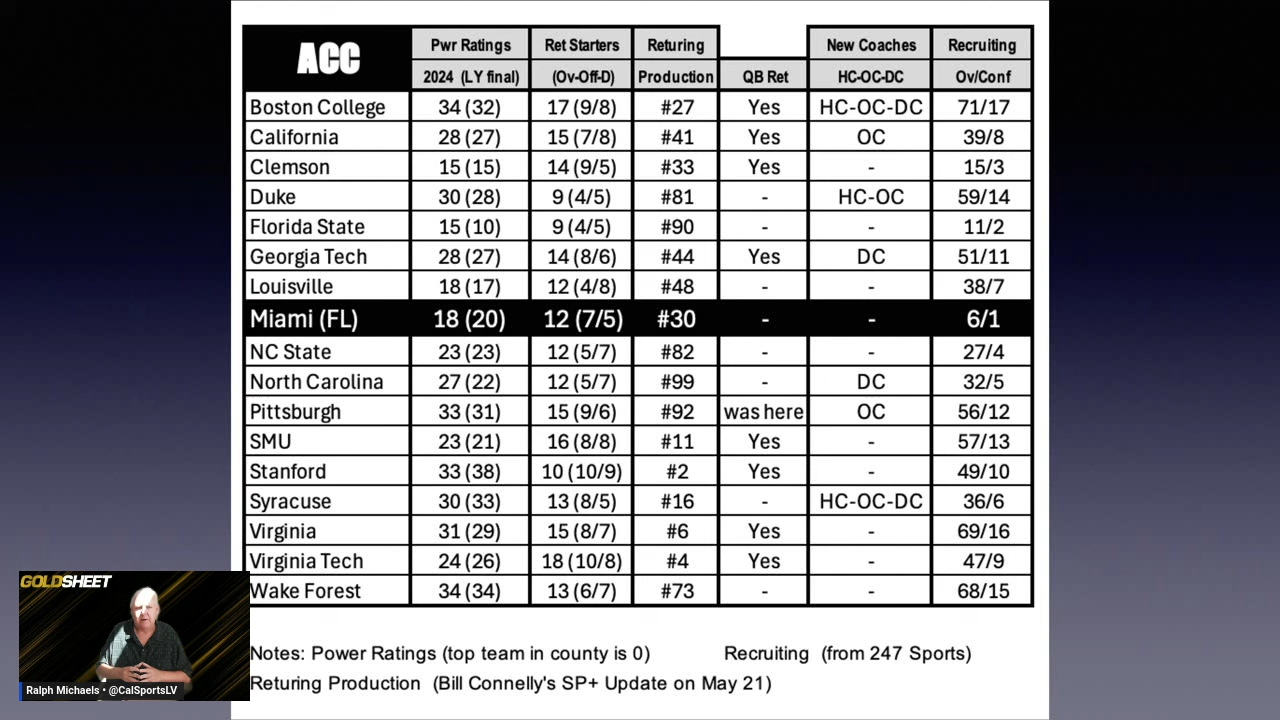 ACC Pwr Ratings Ret Starters Returing New Coaches Recruiting
2024 (LY final) (Ov-Off-D) Production QB Ret HC-OC-DC Ov/Conf
Boston College 34 (32) 17 (9/8) #27 Yes HC-OC-DC 71/17
California 28 (27) 15 (7/8) #41 Yes OC 39/8
Clemson 15 (15) 14 (9/5) #33 Yes - 15/3
Duke 30 (28) 9 (4/5) #81 - HC-OC 59/14
Florida State 15 (10) 9 (4/5) #90 - - 11/2
Georgia Tech 28 (27) 14 (8/6) #44 Yes DC 51/11
Louisville 18 (17) 12 (4/8) #48 - - 38/7
Miami (FL) 18 (20) 12 (7/5) #30 - - 6/1
NC State 23 (23) 12 (5/7) #82 - - 27/4
North Carolina 27 (22) 12 (5/7) #99 - DC 32/5
Pittsburgh 33 (31) 15 (9/6) #92 was here OC 56/12
SMU 23 (21) 16 (8/8) #11 Yes - 57/13
Stanford 33 (38) 10 (10/9) #2 Yes - 49/10
Syracuse 30 (33) 13 (8/5) #16 - HC-OC-DC 36/6
Virginia 31 (29) 15 (8/7) #6 Yes - 69/16
Virginia Tech 24 (26) 18 (10/8) #4 Yes - 47/9
Wake Forest 34 (34) 13 (6/7) #73 - - 68/15
GOLDSHEET
Notes: Power Ratings (top team in county is 0) Recruiting (from 247 Sports)
Returing Production (Bill Connelly's SP+ Update on May 21)
Ralph Michaels • @CalSportsLV